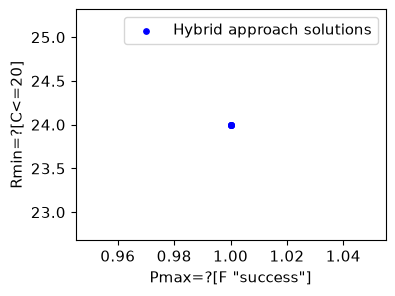 Hybrid approach solutions
25.0
24.5
24.0
23.5
23.0
Rmin=?[C<=20]
0.96 0.98 1.00 1.02 1.04
Pmax=?[F "success"]